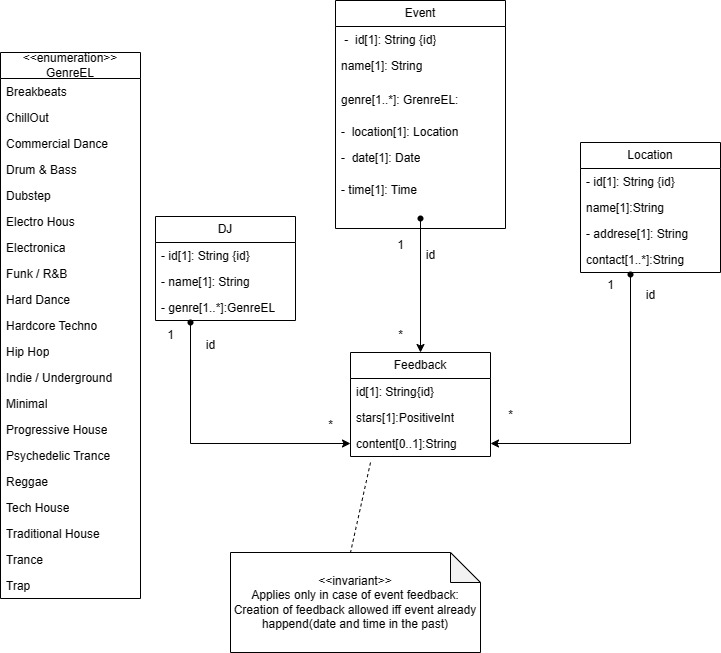 <<enumeration>>
GenreEL
Breakbeats
ChillOut
Commercial Dance
Drum & Bass
Dubstep
Electro Hous
Electronica
Funk / R&B
Hard Dance
Hardcore Techno
Hip Hop
Indie / Underground
Minimal
Progressive House
Psychedelic Trance
Reggae
Tech House
Traditional House
Trance
Trap
DJ
- id[1]: String {id}
- name[1]: String
- genre[1..*]:GenreEL
1
id
*
Event
- id[1]: String {id}
name[1]: String
genre[1..*]: GrenreEL:
- location[1]: Location
- date[1]: Date
- time[1]: Time
1
id
*
Location
- id[1]: String {id}
name[1]:String
- addrese[1]: String
contact[1..*]:String
1
id
*
Feedback
id[1]: String{id}
stars[1]:PositiveInt
content[0..1]:String
<<invariant>>
Applies only in case of event feedback:
Creation of feedback allowed iff event already
happend(date and time in the past)